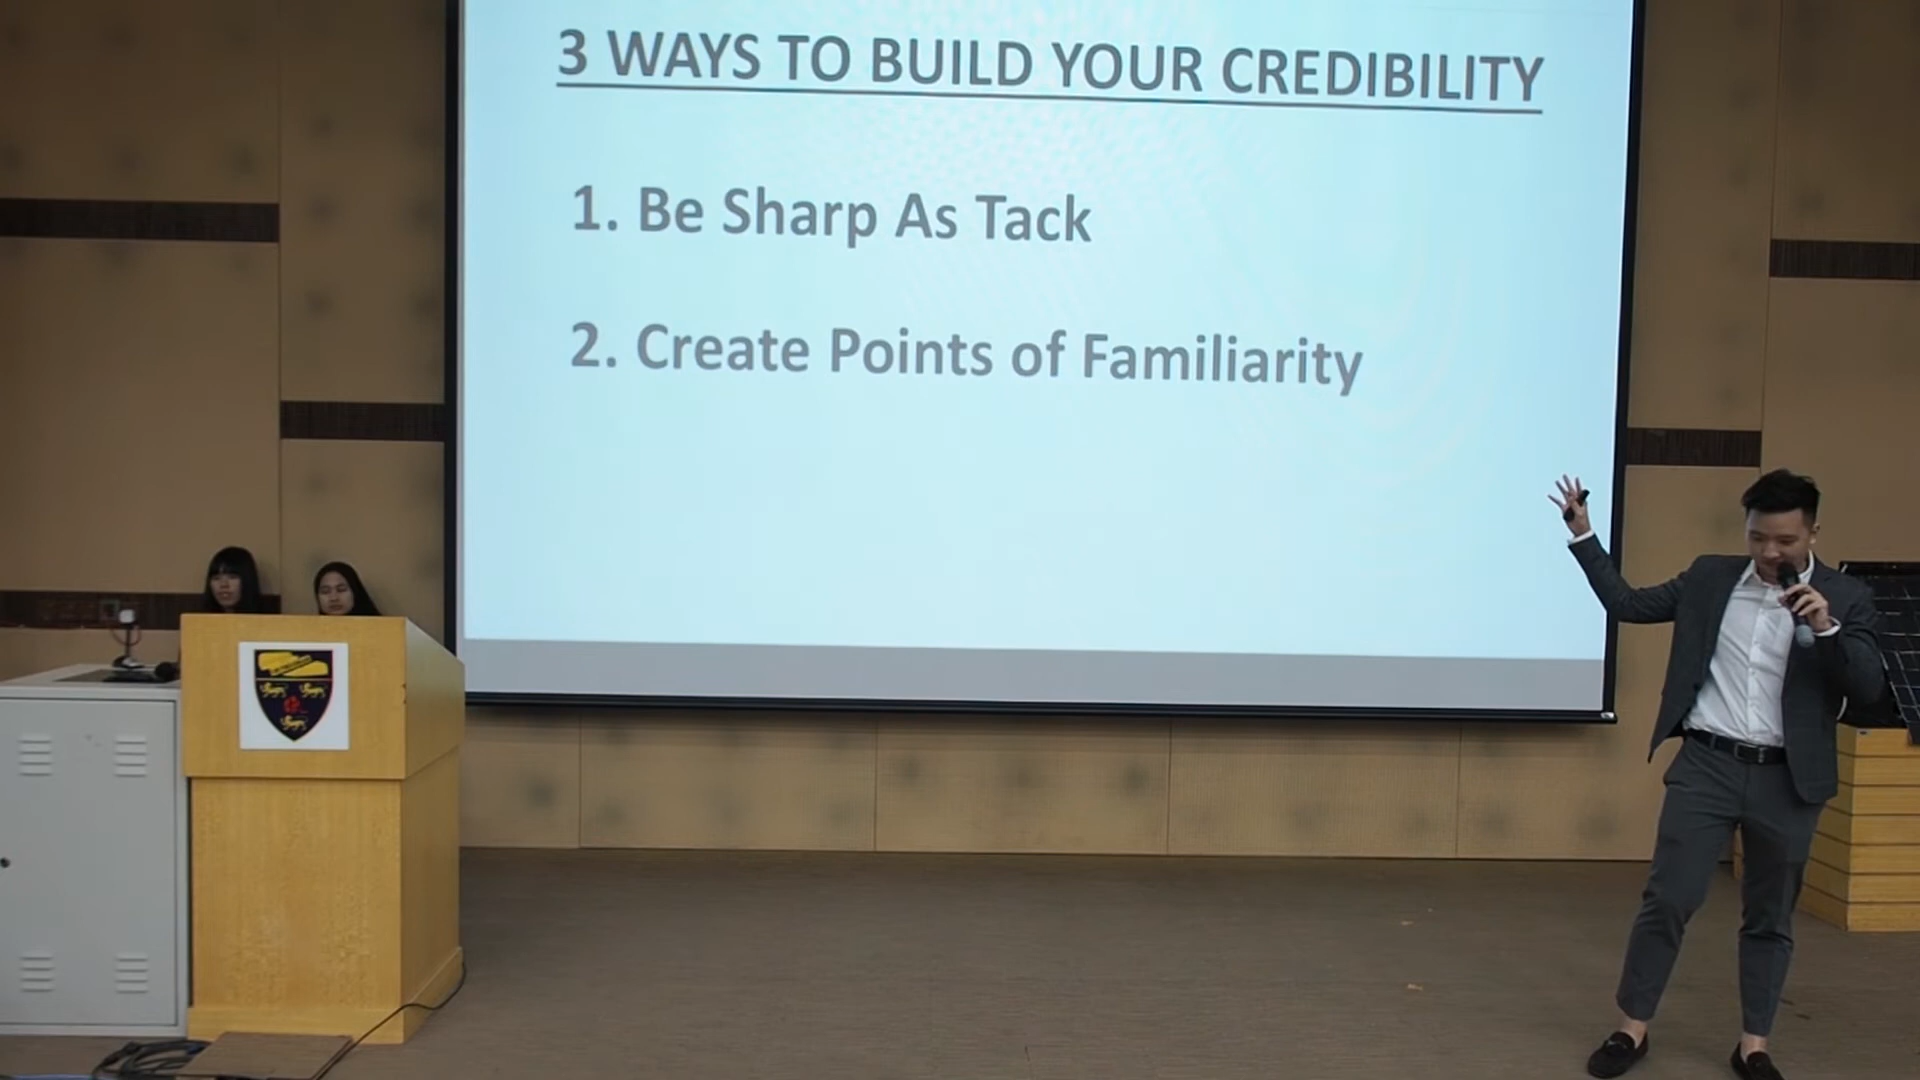 3 WAYS TO BUILD YOUR CREDIBILITY
1. Be Sharp As Tack
2. Create Points of Familiarity